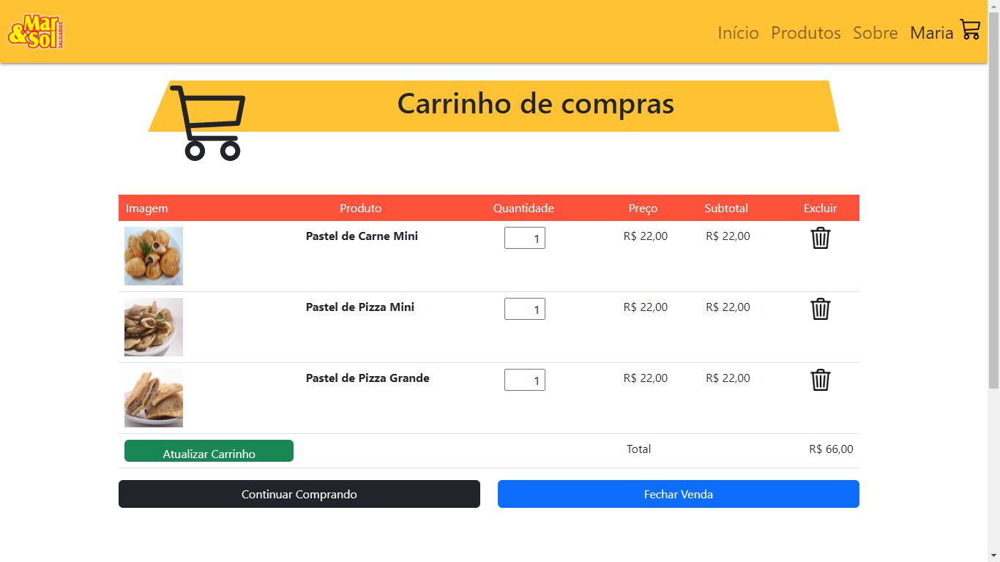 Mar
&Sol
SALGADOS
Início Produtos Sobre Maria
Carrinho de compras
Imagem Produto Quantidade Preço Subtotal Excluir
Pastel de Carne Mini 1 R$ 22,00 R$ 22,00
Pastel de Pizza Mini 1 R$ 22,00 R$ 22,00
Pastel de Pizza Grande 1 R$ 22,00 R$ 22,00
Atualizar Carrinho Total R$ 66,00
Continuar Comprando Fechar Venda